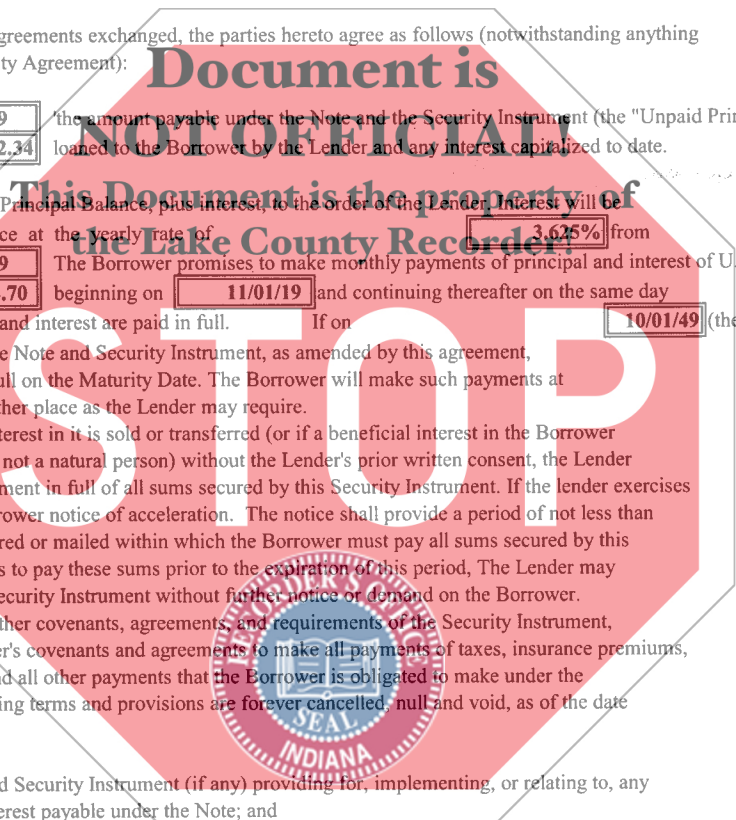 greements exchanged, the parties hereto agree as follows (notwithstanding anything
ty Agreement):
Document is
9 'the amount payable under the Note and the Security Instrument (the "Unpaid Prin
NOT OFFICIAL!
2.34 loaned to the Borrower by the Lender and any interest capitalized to date.
This Document is the property of
Principal Balance, plus interest, to the order of the Lender. Interest will be
ce at the yearly rate of 3.625% from
the Lake County Recorder!
9 The Borrower promises to make monthly payments of principal and interest of U.
.70 beginning on 11/01/19 and continuing thereafter on the same day
and interest are paid in full. If on 10/01/49 (the
STOP
e Note and Security Instrument, as amended by this agreement,
ull on the Maturity Date. The Borrower will make such payments at
ther place as the Lender may require.
terest in it is sold or transferred (or if a beneficial interest in the Borrower
not a natural person) without the Lender's prior written consent, the Lender
ment in full of all sums secured by this Security Instrument. If the lender exercises
rower notice of acceleration. The notice shall provide a period of not less than
red or mailed within which the Borrower must pay all sums secured by this
s to pay these sums prior to the expiration of this period, The Lender may
ecurity Instrument without further notice or demand on the Borrower.
ther covenants, agreements, and requirements of the Security Instrument,
er's covenants and agreements to make all payments of taxes, insurance premiums,
nd all other payments that the Borrower is obligated to make under the
ing terms and provisions are forever cancelled, null and void, as of the date
RECORDER'S OFFICE
SEAL
INDIANA
d Security Instrument (if any) providing for, implementing, or relating to, any
erest payable under the Note; and